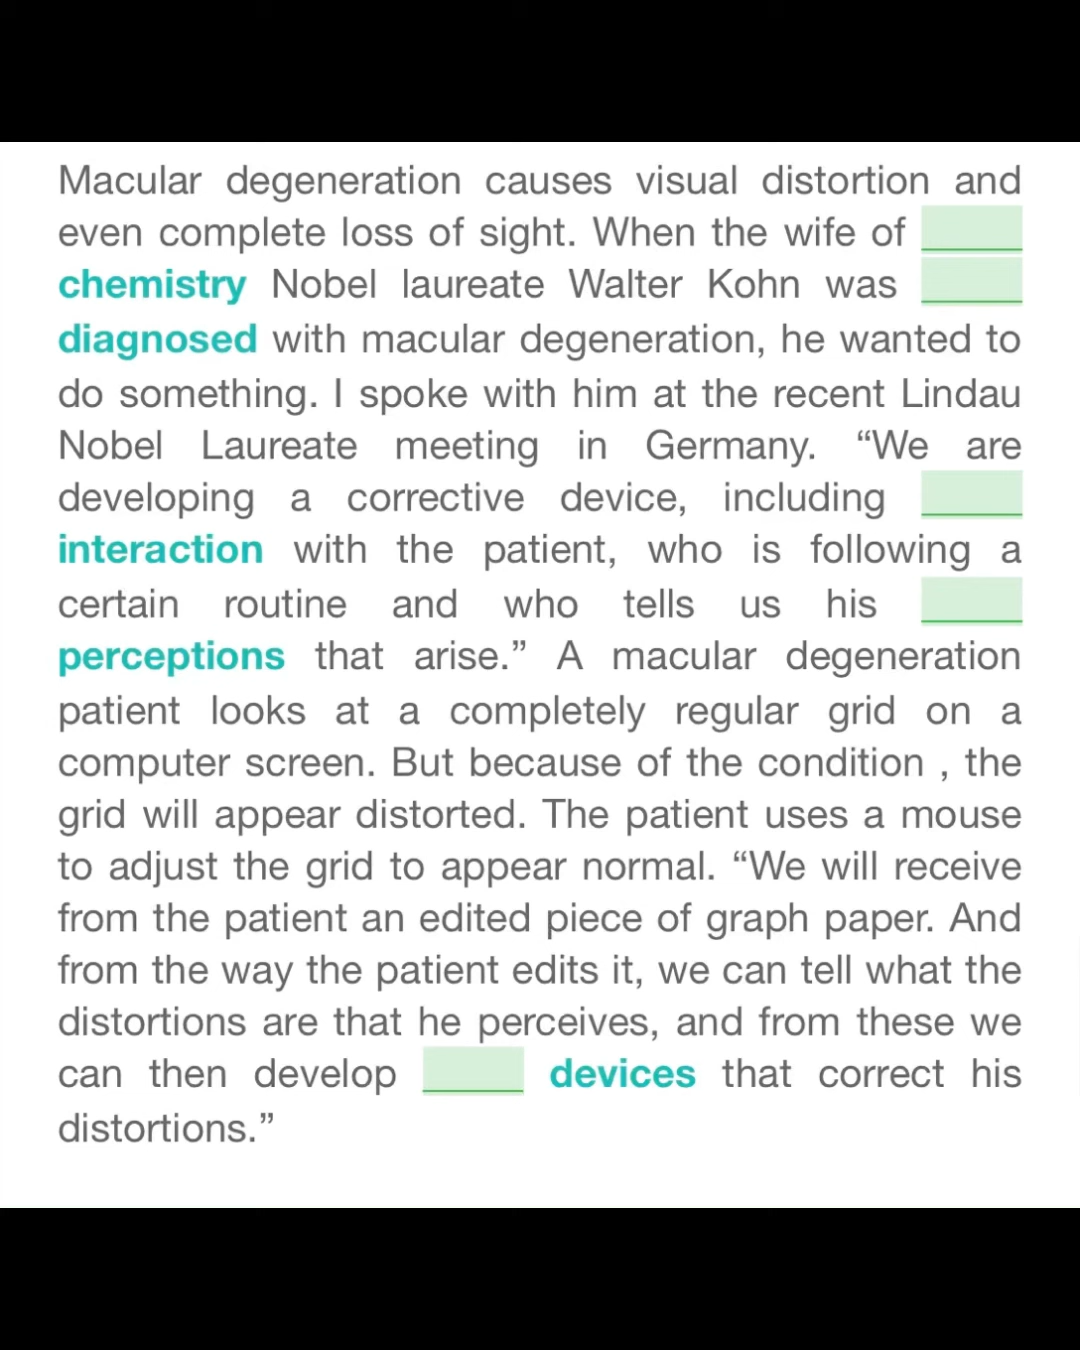 Macular degeneration causes visual distortion and
even complete loss of sight. When the wife of ____
chemistry Nobel laureate Walter Kohn was ____
diagnosed with macular degeneration, he wanted to
do something. I spoke with him at the recent Lindau
Nobel Laureate meeting in Germany. “We are
developing a corrective device, including ____
interaction with the patient, who is following a
certain routine and who tells us his ____
perceptions that arise.” A macular degeneration
patient looks at a completely regular grid on a
computer screen. But because of the condition , the
grid will appear distorted. The patient uses a mouse
to adjust the grid to appear normal. “We will receive
from the patient an edited piece of graph paper. And
from the way the patient edits it, we can tell what the
distortions are that he perceives, and from these we
can then develop ____ devices that correct his
distortions.”